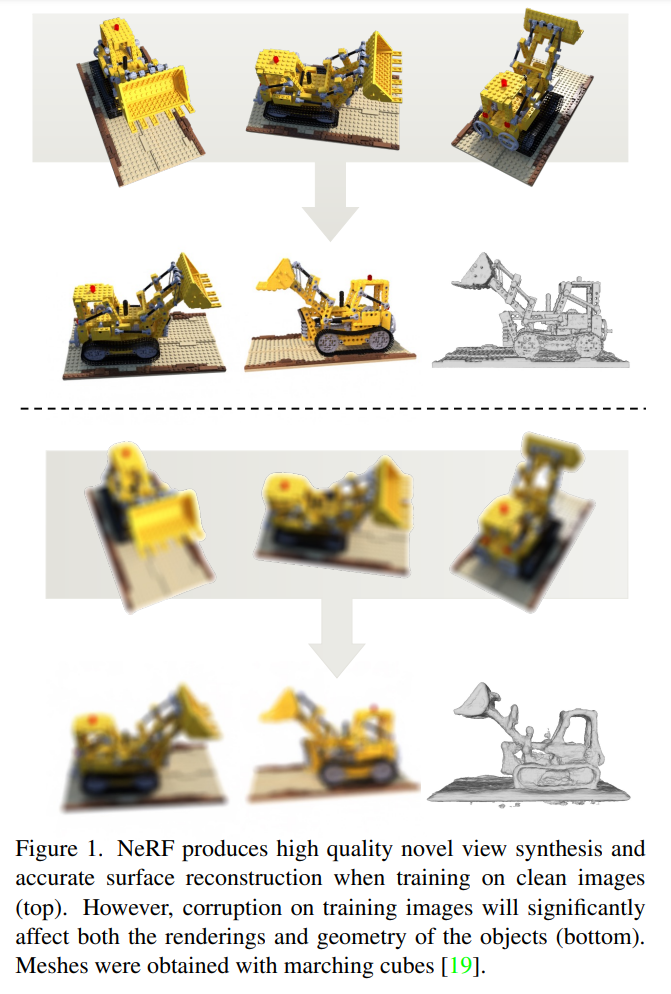 Figure 1. NeRF produces high quality novel view synthesis and
accurate surface reconstruction when training on clean images
(top). However, corruption on training images will significantly
affect both the renderings and geometry of the objects (bottom).
Meshes were obtained with marching cubes [19].